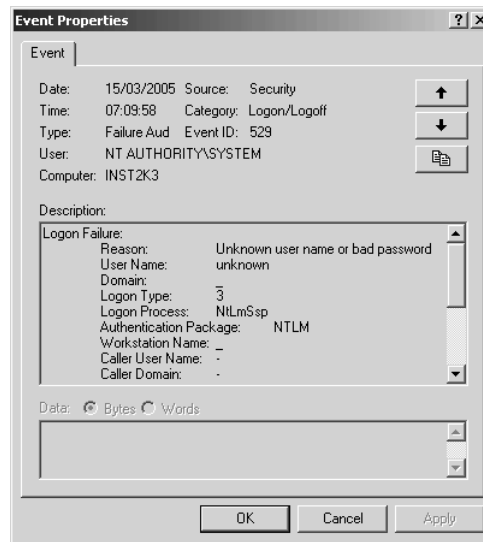 Event Properties
Event
Date: 15/03/2005 Source: Security
Time: 07:09:58 Category: Logon/Logoff
Type: Failure Aud Event ID: 529
User: NT AUTHORITY\SYSTEM
Computer: INST2K3
Description:
Logon Failure:
Reason: Unknown user name or bad password
User Name: unknown
Domain: _
Logon Type: 3
Logon Process: NtLmSsp
Authentication Package: NTLM
Workstation Name: _
Caller User Name: -
Caller Domain: -
Data: Bytes Words
OK Cancel Apply